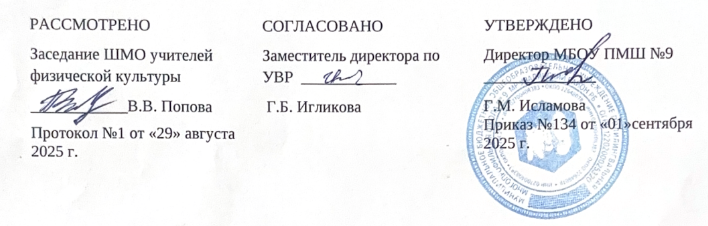 РАССМОТРЕНО
Заседание ШМО учителей
физической культуры
В.В. Попова
Протокол №1 от «29» августа
2025 г.
СОГЛАСОВАНО
Заместитель директора по
УВР
Г.Б. Игликова
УТВЕРЖДЕНО
Директор МБОУ ПМШ №9
Г.М. Исламова
Приказ №134 от «01»сентября
2025 г.